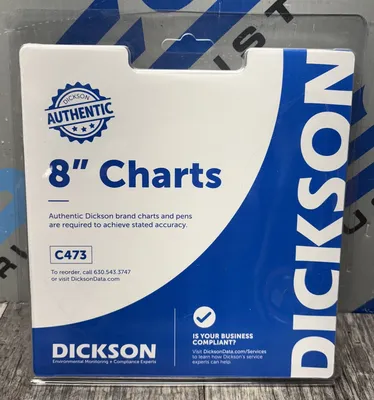 DICKSON
AUTHENTIC
8" Charts
Authentic Dickson brand charts and pens
are required to achieve stated accuracy.
C473
To reorder, call 630.543.3747
or visit DicksonData.com
DICKSON
IS YOUR BUSINESS
COMPLIANT?
Visit DicksonData.com/Services
to learn how Dickson's service
experts can help.
DICKSON
Environmental Monitoring + Compliance Experts